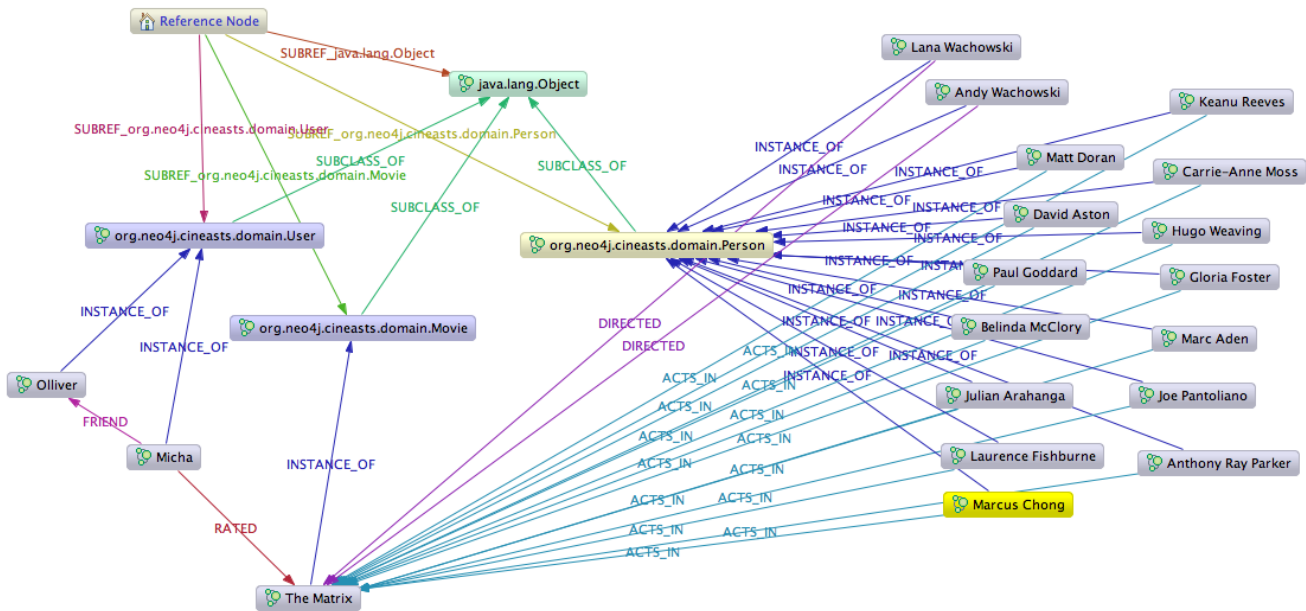 Reference Node
SUBREF_java.lang.Object
java.lang.Object
Lana Wachowski
Andy Wachowski
Keanu Reeves
SUBREF_org.neo4j.cineasts.domain.User
SUBREF_org.neo4j.cineasts.domain.Person
SUBCLASS_OF
SUBREF_org.neo4j.cineasts.domain.Movie
SUBCLASS_OF
SUBCLASS_OF
INSTANCE_OF
INSTANCE_OF
Matt Doran
INSTANCE_OF
Carrie-Anne Moss
INSTANCE_OF
INSTANCE_OF
David Aston
INSTANCE_OF
Hugo Weaving
org.neo4j.cineasts.domain.User
org.neo4j.cineasts.domain.Person
INSTANCE_OF
Paul Goddard
Gloria Foster
INSTANCE_OF
INSTANCE_OF
INSTANCE_OF
org.neo4j.cineasts.domain.Movie
DIRECTED
INSTANCE_OF
Belinda McClory
Marc Aden
INSTANCE_OF
DIRECTED
INSTANCE_OF
INSTANCE_OF
INSTANCE_OF
Olliver
ACTS_IN
ACTS_IN
Julian Arahanga
Joe Pantoliano
FRIEND
ACTS_IN
ACTS_IN
ACTS_IN
ACTS_IN
Micha
INSTANCE_OF
ACTS_IN
ACTS_IN
Laurence Fishburne
Anthony Ray Parker
ACTS_IN
ACTS_IN
Marcus Chong
RATED
ACTS_IN
ACTS_IN
ACTS_IN
The Matrix